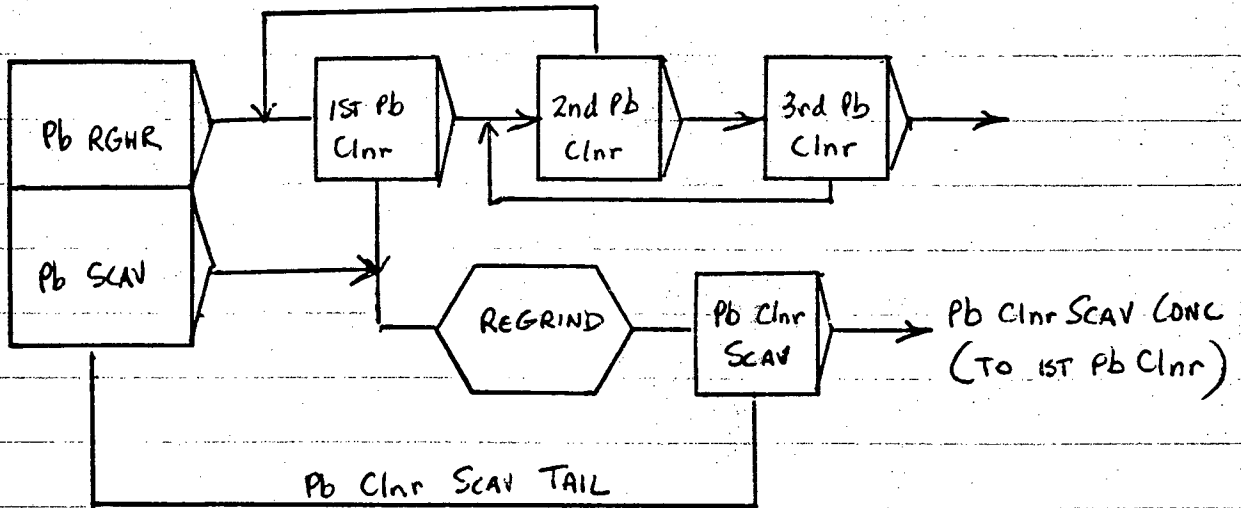 Pb RGHR
1ST Pb
Clnr
2nd Pb
Clnr
3rd Pb
Clnr
Pb SCAV
REGRIND
Pb Clnr
SCAV
Pb Clnr SCAV CONC
(TO 1ST Pb Clnr)
Pb Clnr SCAV TAIL